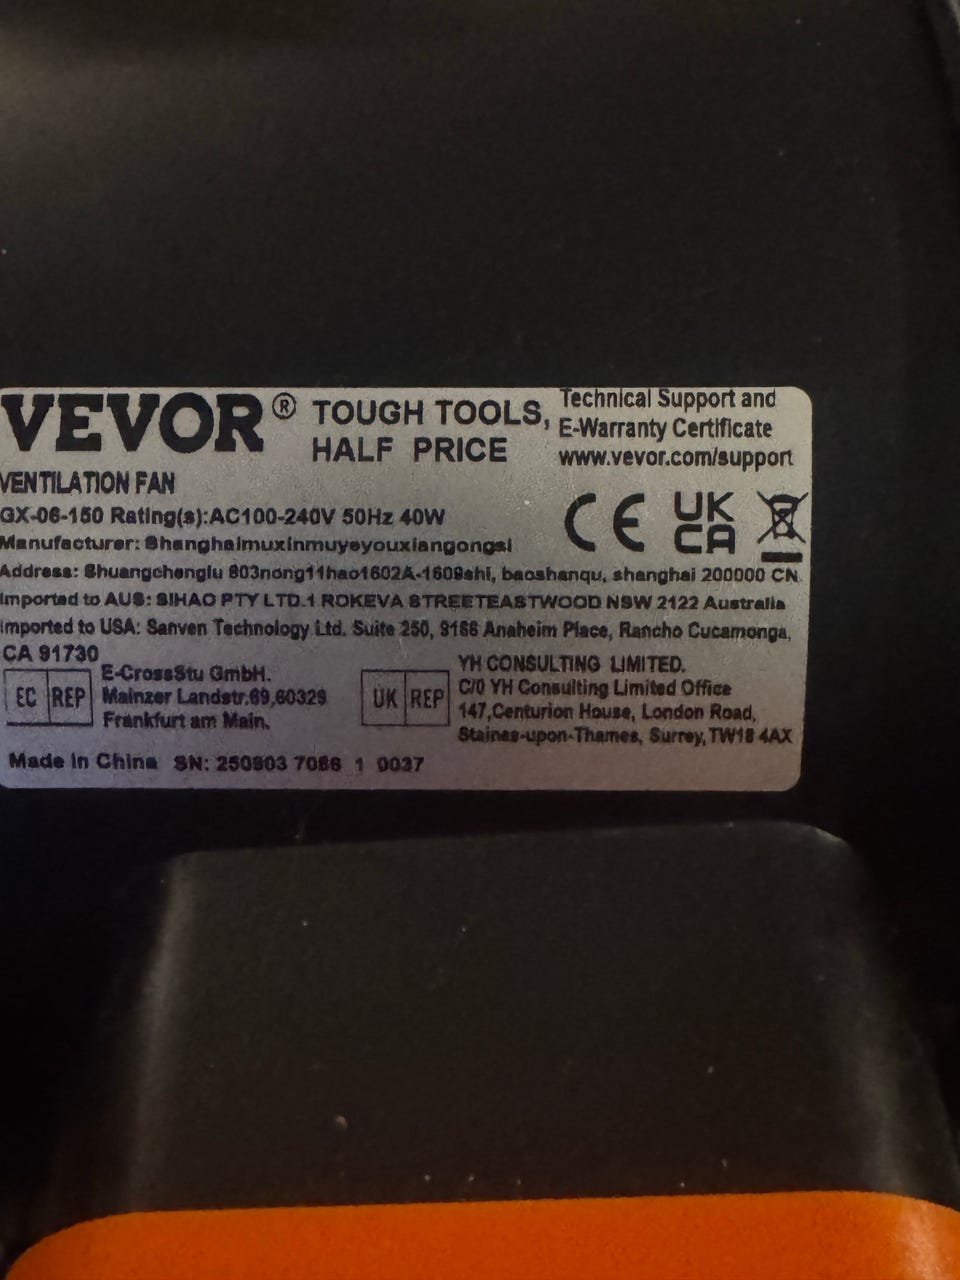 VEVOR® TOUGH TOOLS,
HALF PRICE
Technical Support and
E-Warranty Certificate
www.vevor.com/support
VENTILATION FAN
GX-06-150 Rating(s):AC100-240V 50Hz 40W
CE UK
CA
Manufacturer: Shanghaimuxinmuyeyouxiangongsi
Address: Shuangchenglu 803nong11hao1602A-1609shi, baoshanqu, shanghai 200000 CN.
Imported to AUS: SIHAO PTY LTD.1 ROKEVA STREETEASTWOOD NSW 2122 Australia
Imported to USA: Sanven Technology Ltd. Suite 250, 9166 Anaheim Place, Rancho Cucamonga,
CA 91730
EC REP
E-CrossStu GmbH.
Mainzer Landstr.69,60329
Frankfurt am Main.
UK REP
YH CONSULTING LIMITED.
C/O YH Consulting Limited Office
147,Centurion House, London Road,
Staines-upon-Thames, Surrey, TW18 4AX
Made In China SN: 250803 7086 1 0037